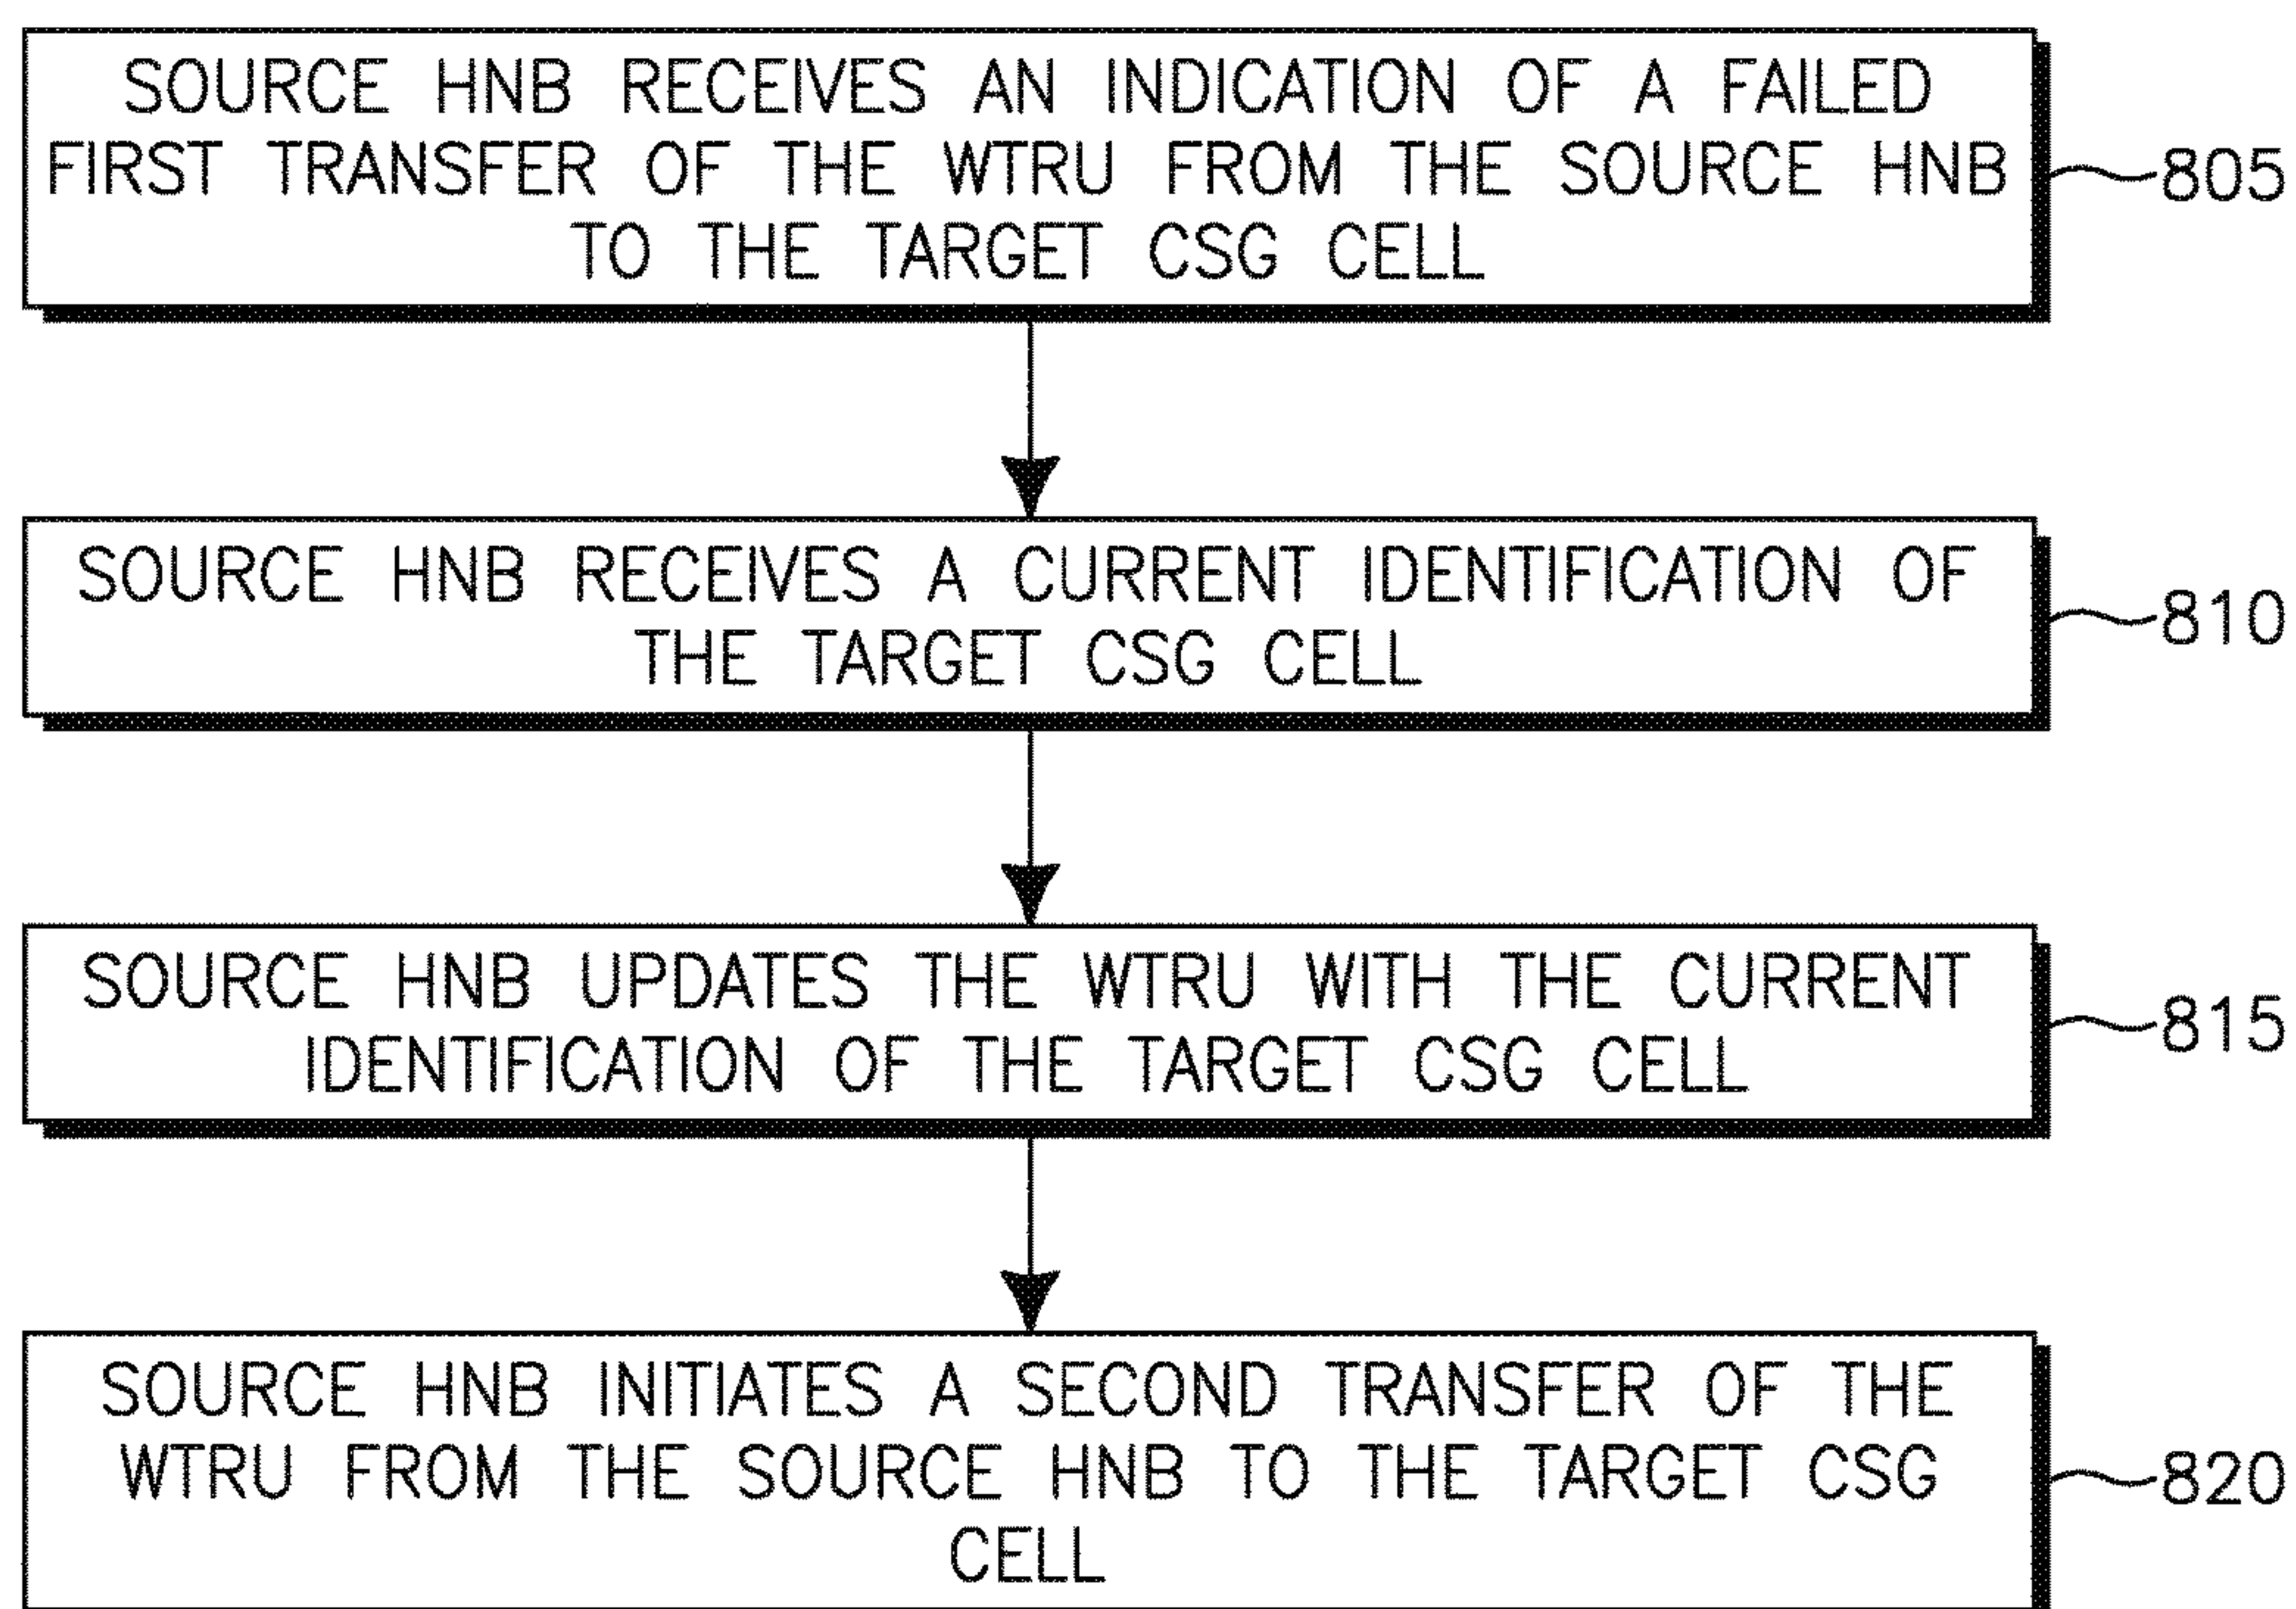 SOURCE HNB RECEIVES AN INDICATION OF A FAILED
FIRST TRANSFER OF THE WTRU FROM THE SOURCE HNB
TO THE TARGET CSG CELL
805
SOURCE HNB RECEIVES A CURRENT IDENTIFICATION OF
THE TARGET CSG CELL
810
SOURCE HNB UPDATES THE WTRU WITH THE CURRENT
IDENTIFICATION OF THE TARGET CSG CELL
815
SOURCE HNB INITIATES A SECOND TRANSFER OF THE
WTRU FROM THE SOURCE HNB TO THE TARGET CSG
CELL
820